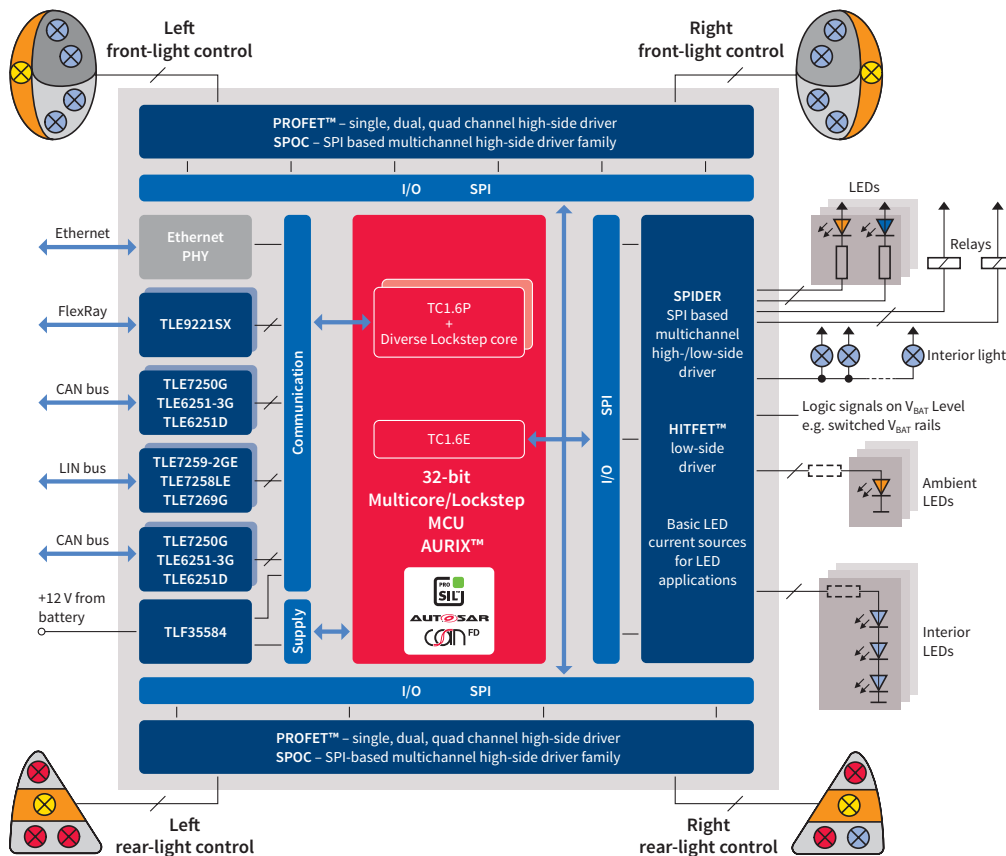 Left
front-light control
Right
front-light control
PROFET™ – single, dual, quad channel high-side driver
SPOC – SPI based multichannel high-side driver family
I/O SPI
LEDs
Relays
Ethernet
Ethernet
PHY
FlexRay
TLE9221SX
CAN bus
TLE7250G
TLE6251-3G
TLE6251D
LIN bus
TLE7259-2GE
TLE7258LE
TLE7269G
CAN bus
TLE7250G
TLE6251-3G
TLE6251D
+12 V from
battery
TLF35584
Communication
Supply
TC1.6P
+
Diverse Lockstep core
TC1.6E
32-bit
Multicore/Lockstep
MCU
AURIX™
PRO
SIL™
AUTOSAR
CAN FD
I/O SPI
SPIDER
SPI based
multichannel
high-/low-side
driver
HITFET™
low-side
driver
Basic LED
current sources
for LED
applications
Interior light
Logic signals on VBAT Level
e.g. switched VBAT rails
Ambient
LEDs
Interior
LEDs
I/O SPI
PROFET™ – single, dual, quad channel high-side driver
SPOC – SPI-based multichannel high-side driver family
Left
rear-light control
Right
rear-light control